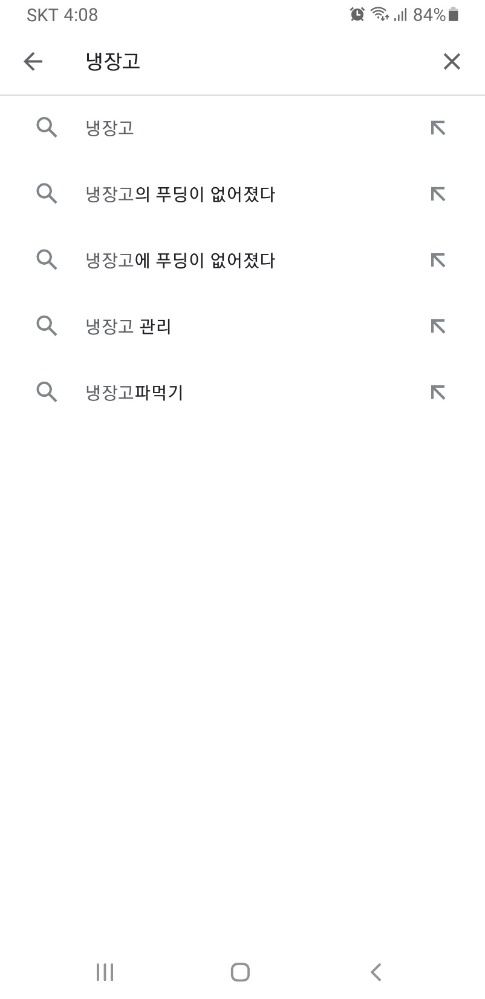 SKT 4:08 84%
냉장고
냉장고
냉장고의 푸딩이 없어졌다
냉장고에 푸딩이 없어졌다
냉장고 관리
냉장고파먹기